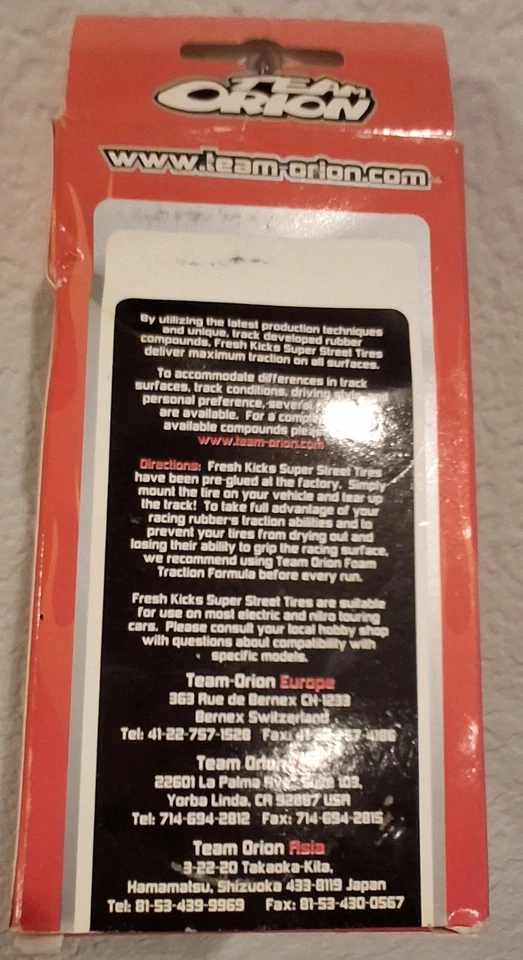 TEAM
ORION
www.team-orion.com
By utilizing the latest production techniques
and unique, track developed rubber
compounds, Fresh Kicks Super Street Tires
deliver maximum traction on all surfaces.
To accommodate differences in track
surfaces, track conditions, driving style and
personal preference, several
are available. For a
available compounds please
www.team-orion.com
Directions: Fresh Kicks Super Street Tires
have been pre-glued at the factory. Simply
mount the tire on your vehicle and tear up
the track! To take full advantage of your
racing rubber's traction abilities and to
prevent your tires from drying out and
losing their ability to grip the racing surface,
we recommend using Team Orion Foam
Traction Formula before every run.
Fresh Kicks Super Street Tires are suitable
for use on most electric and nitro touring
cars. Please consult your local hobby shop
with questions about compatibility with
specific models.
Team-Orion Europe
363 Rue de Bernex CH-1233
Bernex Switzerland
Tel: 41-22-757-1528 Fax:
Team Orion
22601 La Palma 103,
Yorba Linda, CA 92887 USA
Tel: 714-694-2812 Fax: 714-694-2815
Team Orion Asia
3-22-20 Takaoka-Kita,
Hamamatsu, Shizuoka 433-8119 Japan
Tel: 81-53-439-9969 Fax: 81-53-430-0567